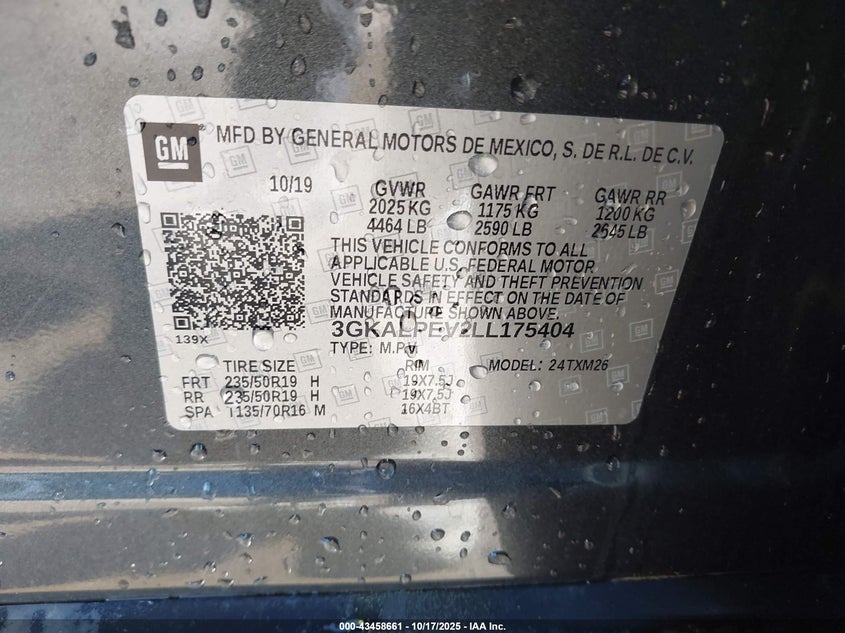 GM
MFD BY GENERAL MOTORS DE MEXICO, S. DE R.L. DE C.V.
10/19 GVWR GAWR FRT GAWR RR
2025 KG 1175 KG 1200 KG
4464 LB 2590 LB 2645 LB
THIS VEHICLE CONFORMS TO ALL
APPLICABLE U.S. FEDERAL MOTOR
VEHICLE SAFETY AND THEFT PREVENTION
STANDARDS IN EFFECT ON THE DATE OF
MANUFACTURE SHOWN ABOVE.
139X
3GKALPEV2LL175404
TYPE: M.P.V.
TIRE SIZE RIM MODEL: 24TXM26
FRT 235/50R19 H 19X7.5J
RR 235/50R19 H 19X7.5J
SPA T135/70R16 M 16X4BT
000-43458661 - 10/17/2025 - IAA Inc.